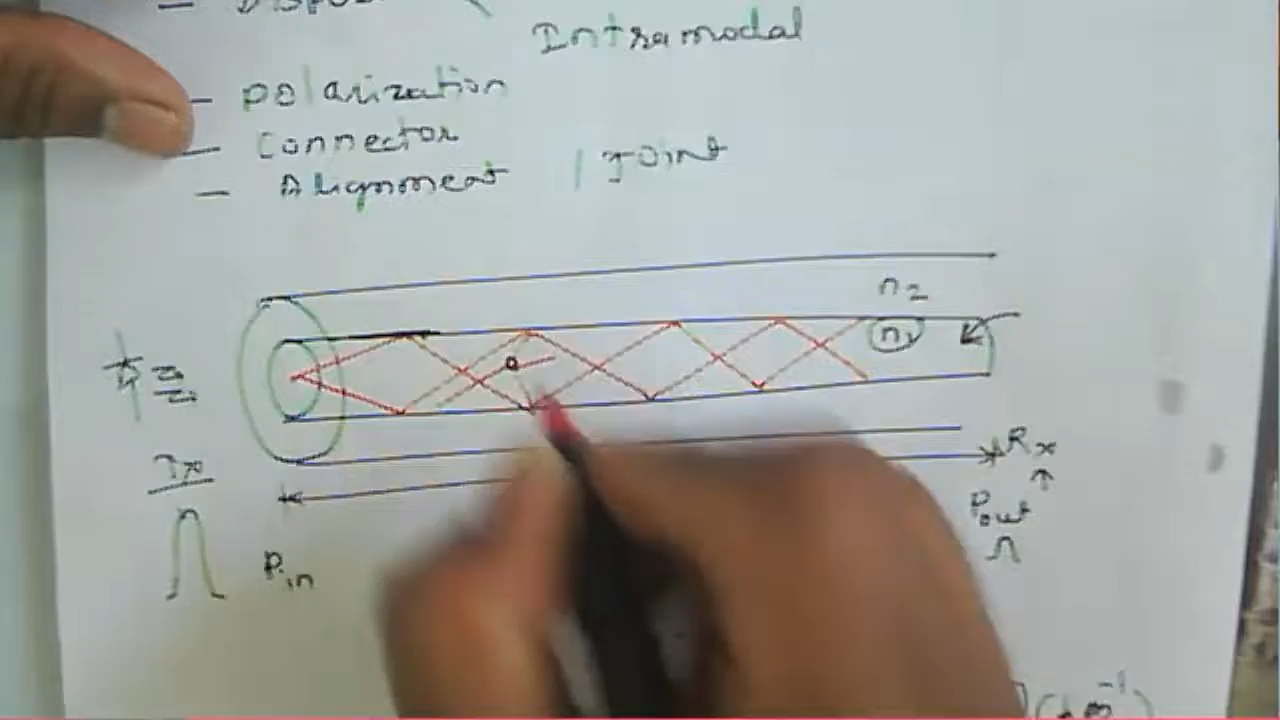 Intramodal
- Polarization
- Connector
- Alignment / Joint
n2
n1
Tx
Rx
Pout
Pin